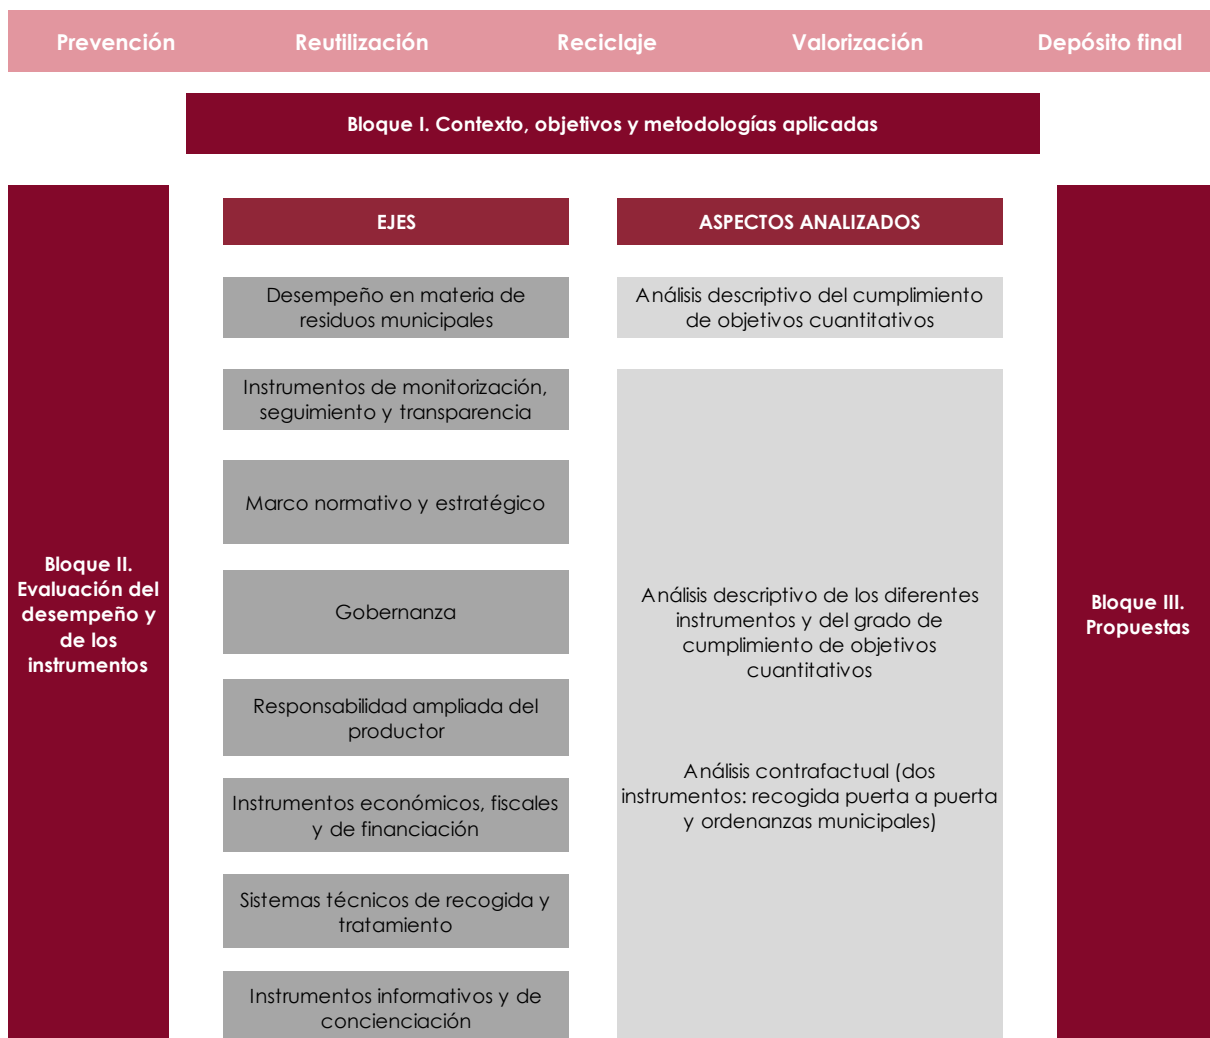 Prevención Reutilización Reciclaje Valorización Depósito final
Bloque I. Contexto, objetivos y metodologías aplicadas
Bloque II.
Evaluación del
desempeño y
de los
instrumentos
EJES
Desempeño en materia de
residuos municipales
Instrumentos de monitorización,
seguimiento y transparencia
Marco normativo y estratégico
Gobernanza
Responsabilidad ampliada del
productor
Instrumentos económicos, fiscales
y de financiación
Sistemas técnicos de recogida y
tratamiento
Instrumentos informativos y de
concienciación
ASPECTOS ANALIZADOS
Análisis descriptivo del cumplimiento
de objetivos cuantitativos
Análisis descriptivo de los diferentes
instrumentos y del grado de
cumplimiento de objetivos
cuantitativos
Análisis contrafactual (dos
instrumentos: recogida puerta a puerta
y ordenanzas municipales)
Bloque III.
Propuestas